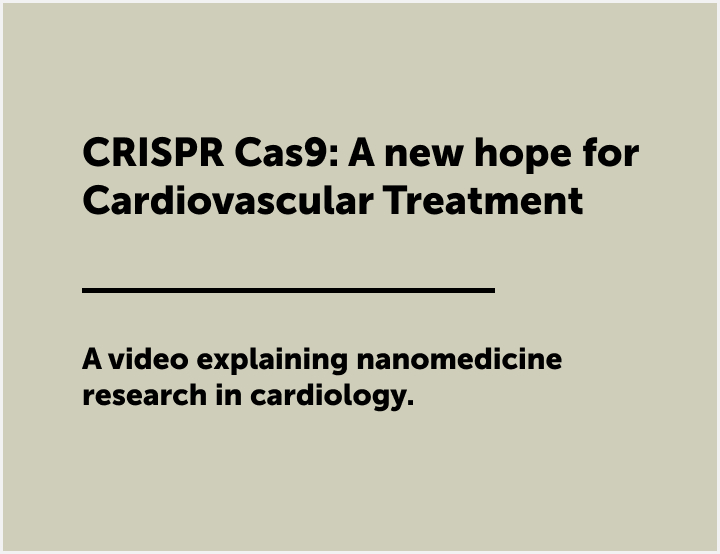 CRISPR Cas9: A new hope for
Cardiovascular Treatment
A video explaining nanomedicine
research in cardiology.